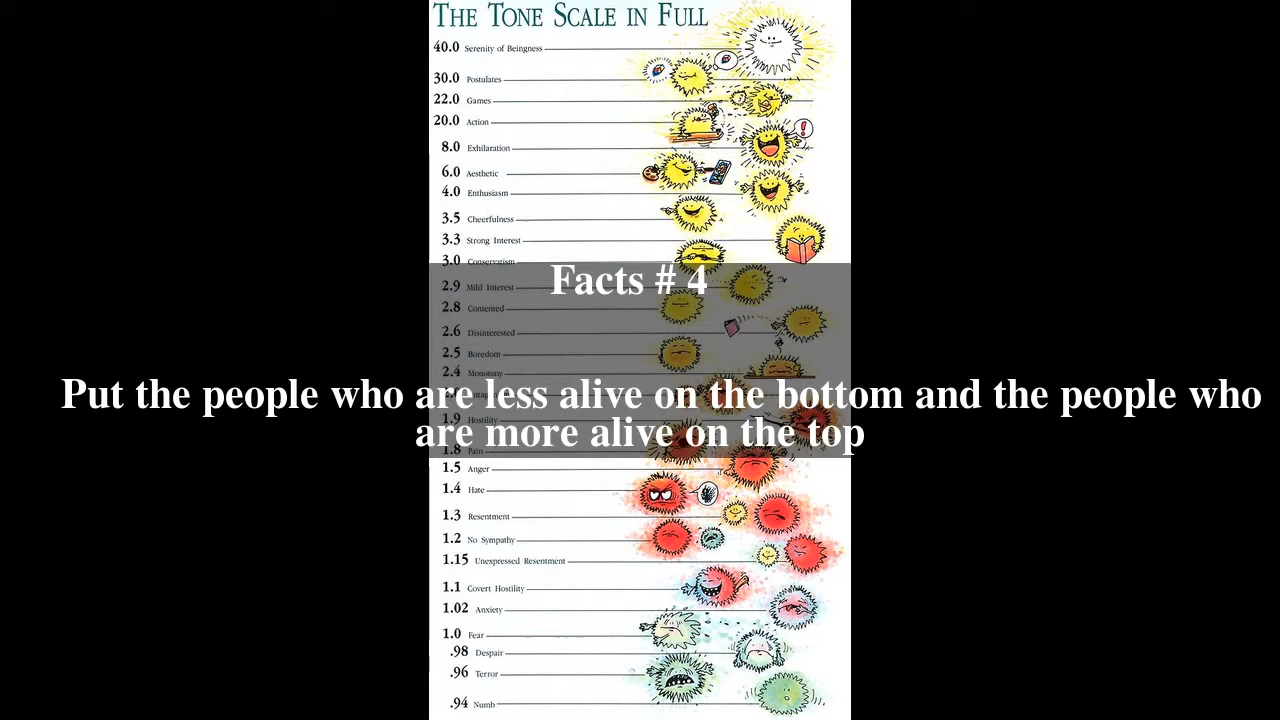 THE TONE SCALE IN FULL
40.0 Serenity of Beingness
30.0 Postulates
22.0 Games
20.0 Action
8.0 Exhilaration
6.0 Aesthetic
4.0 Enthusiasm
3.5 Cheerfulness
3.3 Strong Interest
3.0 Conservatism
Facts # 4
2.9 Mild Interest
2.8 Contented
2.6 Disinterested
2.5 Boredom
2.4 Monotony
Put the people who are less alive on the bottom and the people who
are more alive on the top
1.9 Hostility
1.8 Pain
1.5 Anger
1.4 Hate
1.3 Resentment
1.2 No Sympathy
1.15 Unexpressed Resentment
1.1 Covert Hostility
1.02 Anxiety
1.0 Fear
.98 Despair
.96 Terror
.94 Numb